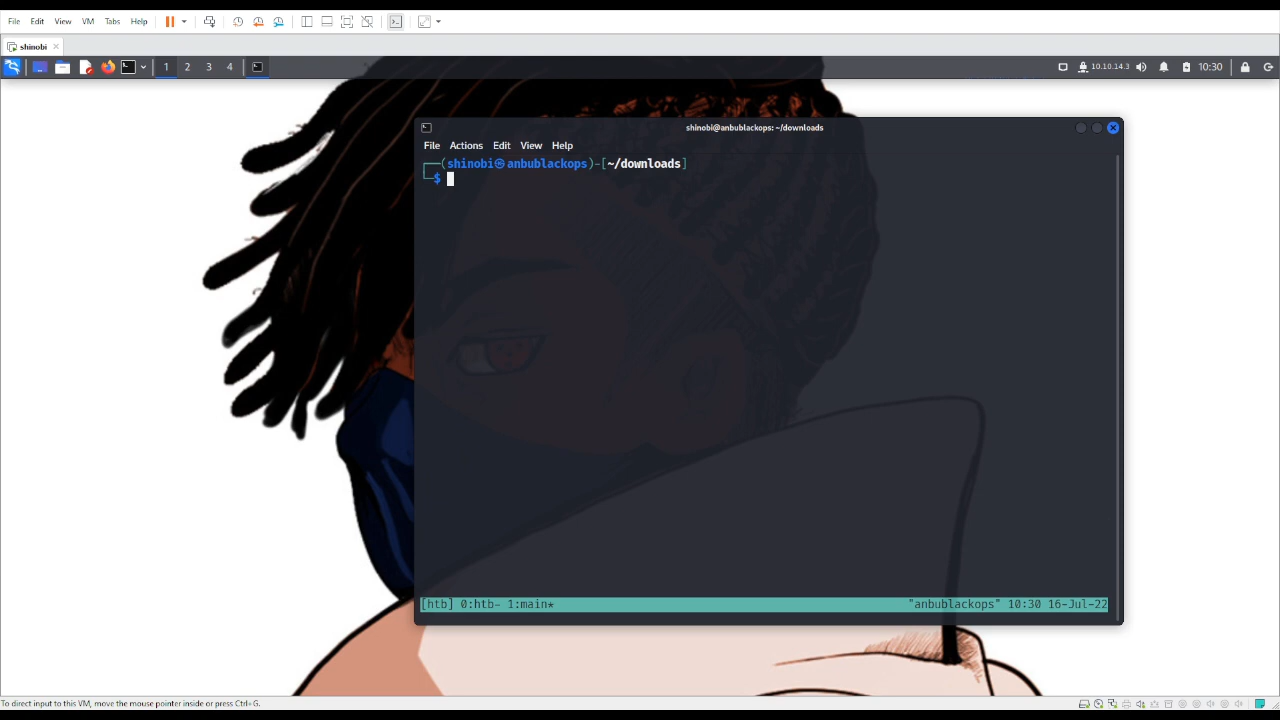 File Edit View VM Tabs Help
shinobi
1 2 3 4 10.10.14.3 10:30
shinobi@anbublackops: ~/downloads
File Actions Edit View Help
┌──(shinobi㉿anbublackops)-[~/downloads]
└─$
[htb] 0:htb- 1:main* "anbublackops" 10:30 16-Jul-22
To direct input to this VM, move the mouse pointer inside or press Ctrl+G.